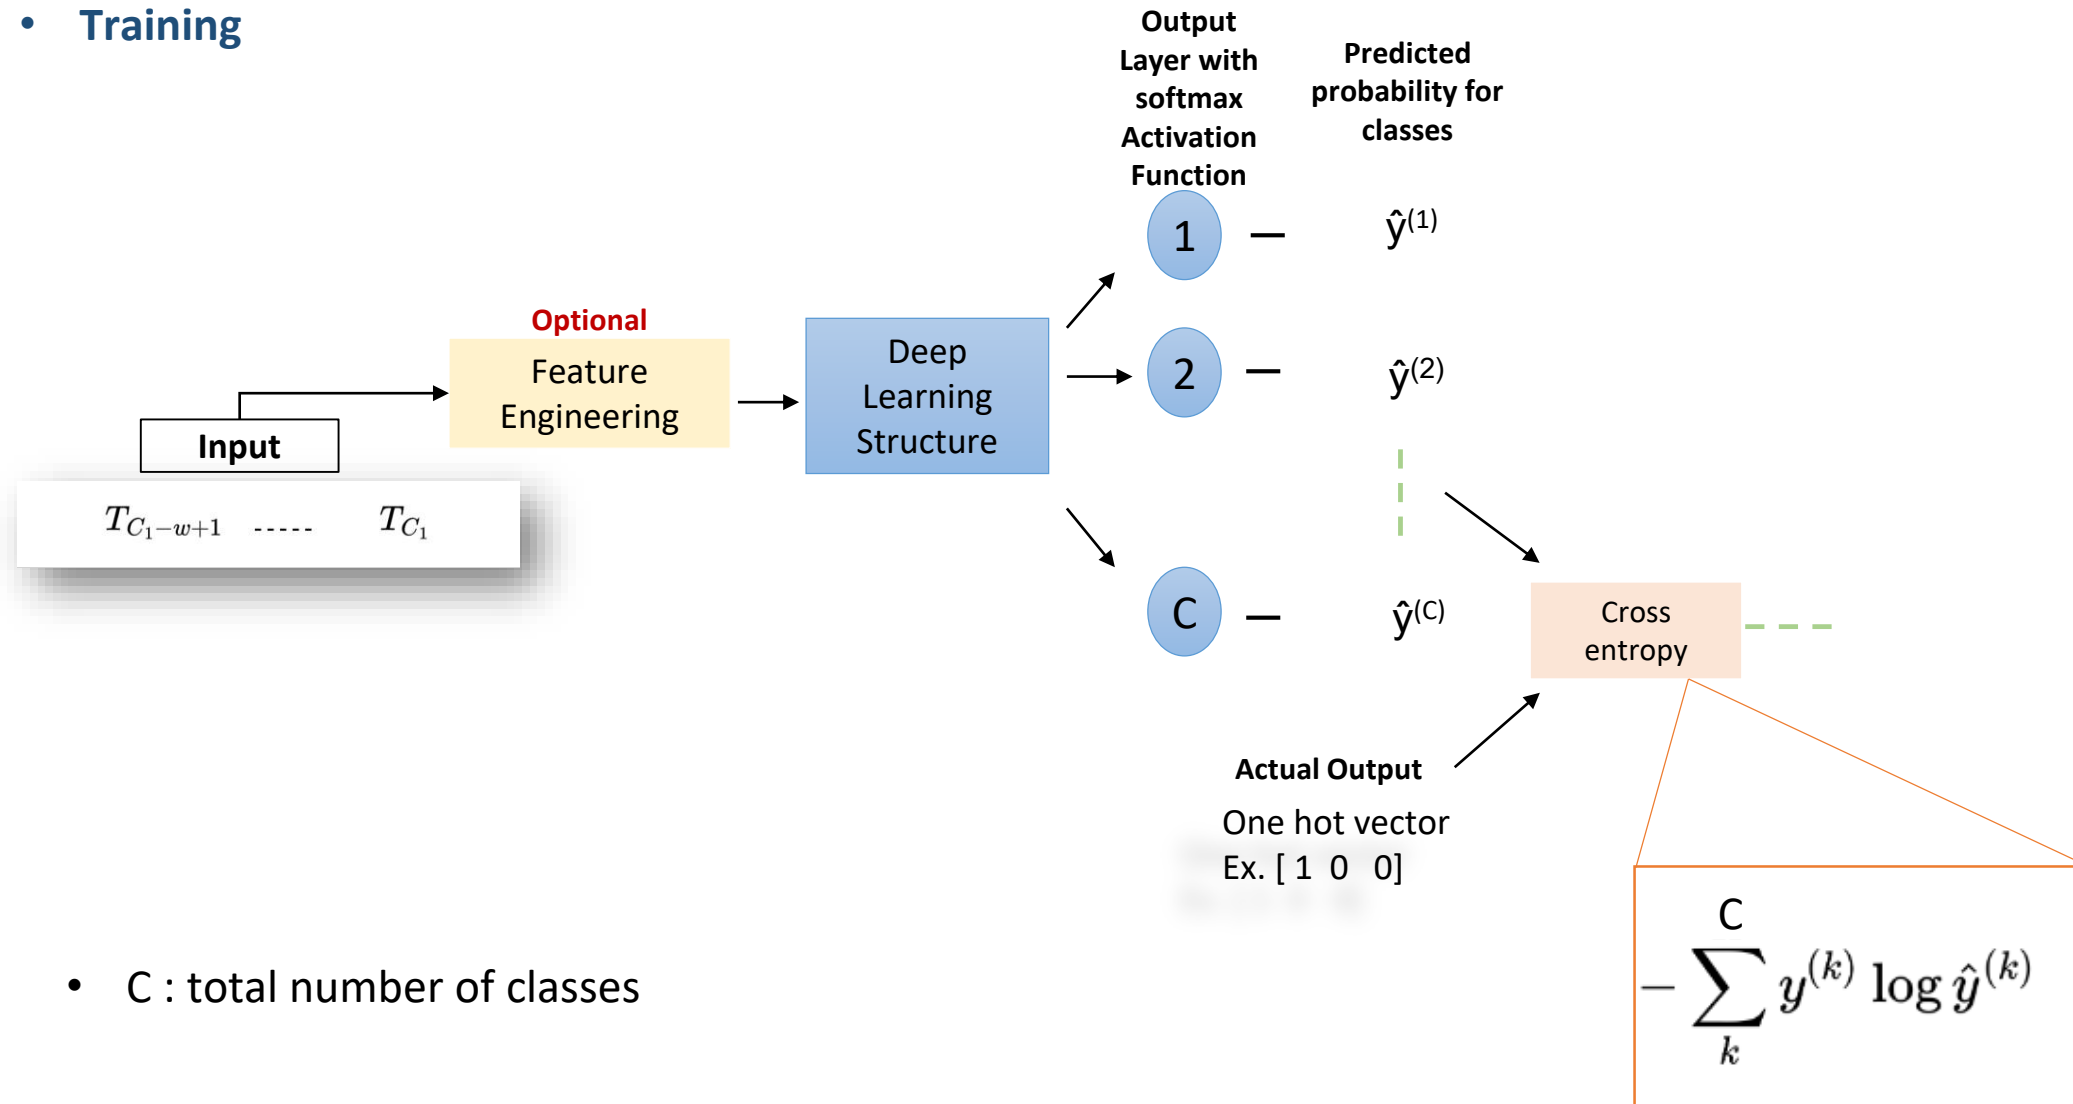 • Training
Output
Layer with
softmax
Activation
Function
Predicted
probability for
classes
1 – ŷ(1)
2 – ŷ(2)
C – ŷ(C)
Optional
Feature
Engineering
Deep
Learning
Structure
Input
T_{C_1-w+1} ----- T_{C_1}
Cross
entropy
Actual Output
One hot vector
Ex. [ 1 0 0]
C
− ∑ y^{(k)} log ŷ^{(k)}
k
• C : total number of classes